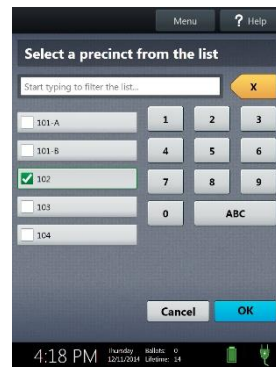 Menu ? Help
Select a precinct from the list
Start typing to filter the list... X
101-A 1 2 3
101-B 4 5 6
102 7 8 9
103 0 ABC
104
Cancel OK
4:18 PM Thursday 12/11/2014 Ballots: 0 Lifetime: 14